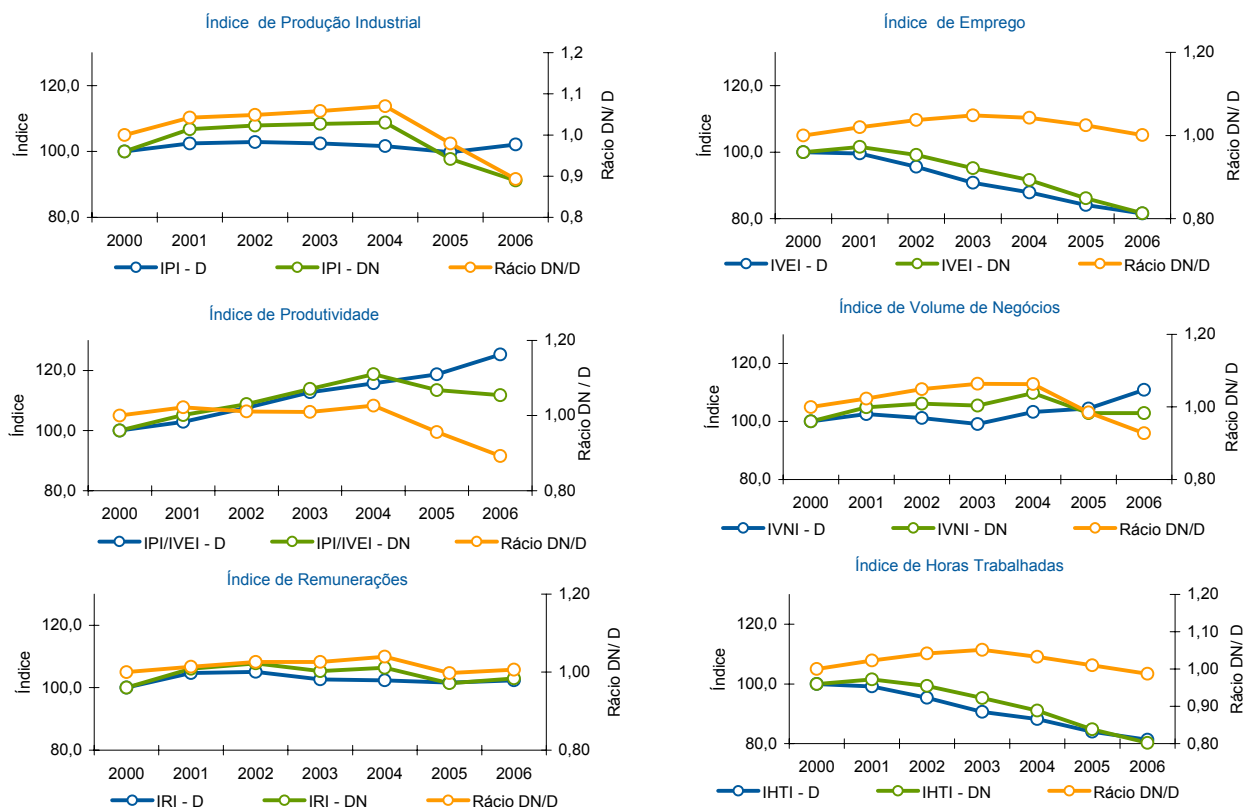 Índice de Produção Industrial
1,2
120,0
1,1
100,0
1,0
0,9
80,0
0,8
Índice
Rácio DN/ D
2000 2001 2002 2003 2004 2005 2006
IPI - D IPI - DN Rácio DN/D
Índice de Emprego
1,20
120,0
1,10
100,0
1,00
0,90
80,0
0,80
Índice
Rácio DN/ D
2000 2001 2002 2003 2004 2005 2006
IVEI - D IVEI - DN Rácio DN/D
Índice de Produtividade
1,20
120,0
100,0
1,00
80,0
0,80
Índice
Rácio DN / D
2000 2001 2002 2003 2004 2005 2006
IPI/IVEI - D IPI/IVEI - DN Rácio DN/D
Índice de Volume de Negócios
1,20
120,0
100,0
1,00
80,0
0,80
Índice
Rácio DN/ D
2000 2001 2002 2003 2004 2005 2006
IVNI - D IVNI - DN Rácio DN/D
Índice de Remunerações
1,20
120,0
100,0
1,00
80,0
0,80
Índice
Rácio DN/ D
2000 2001 2002 2003 2004 2005 2006
IRI - D IRI - DN Rácio DN/D
Índice de Horas Trabalhadas
1,20
120,0
1,10
100,0
1,00
0,90
80,0
0,80
Índice
Rácio DN/ D
2000 2001 2002 2003 2004 2005 2006
IHTI - D IHTI - DN Rácio DN/D